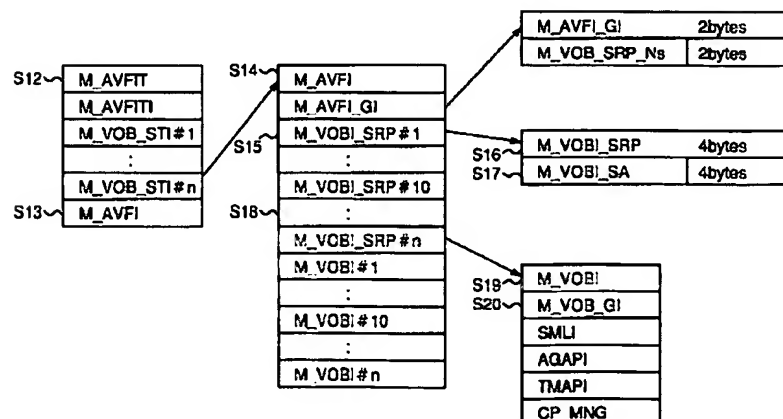 S12
M_AVFIT
M_AVFITI
M_VOB_STI#1
:
M_VOB_STI#n
S13
M_AVFI
S14
M_AVFI
M_AVFI_GI
S15
M_VOBI_SRP#1
:
M_VOBI_SRP#10
S18
:
M_VOBI_SRP#n
M_VOBI#1
:
M_VOBI#10
:
M_VOBI#n
M_AVFI_GI 2bytes
M_VOB_SRP_Ns 2bytes
M_VOBI_SRP 4bytes
S16
S17
M_VOBI_SA 4bytes
M_VOBI
S19
S20
M_VOB_GI
SMLI
AGAPI
TMAPI
CP_MNG